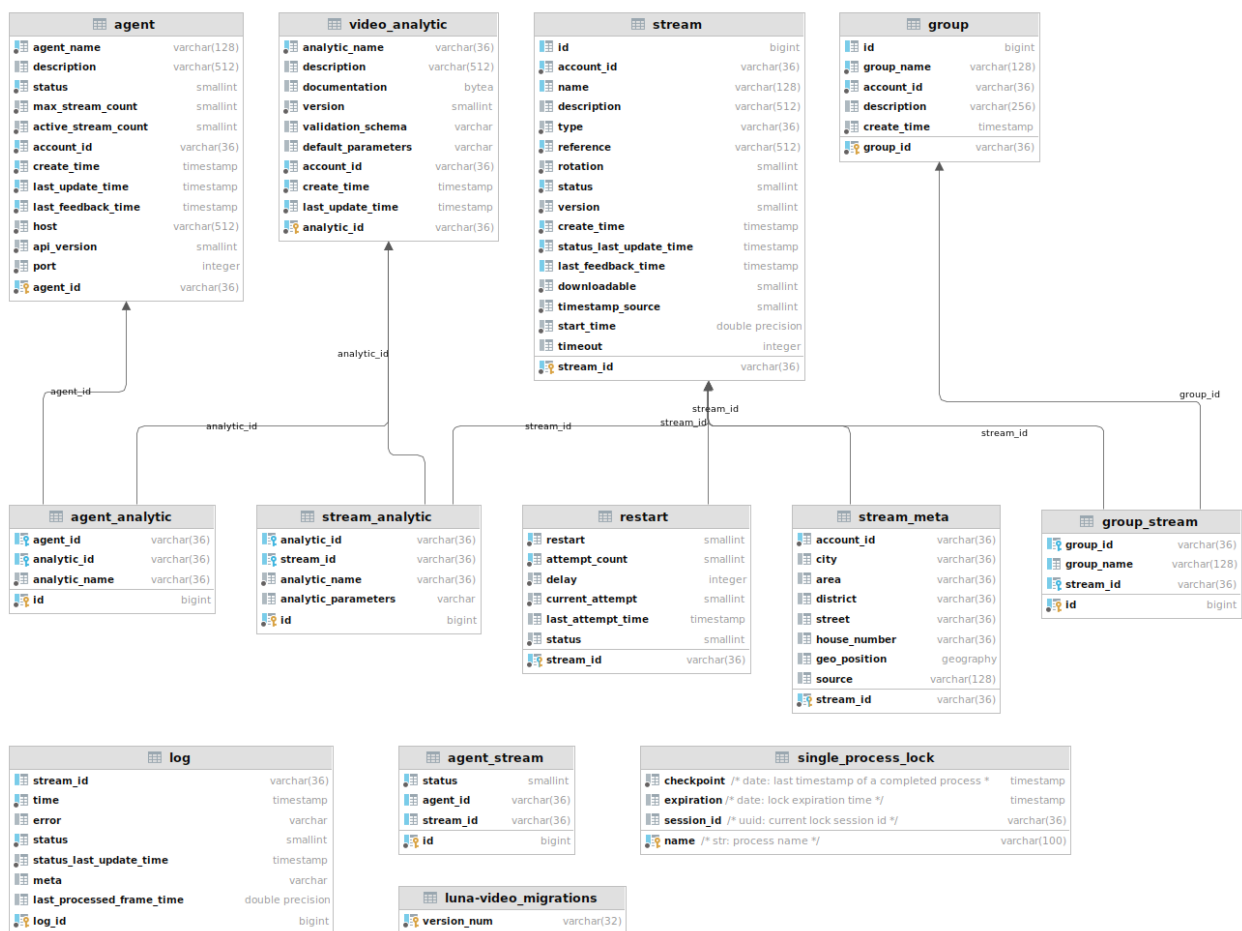 agent
agent_name varchar(128)
description varchar(512)
status smallint
max_stream_count smallint
active_stream_count smallint
account_id varchar(36)
create_time timestamp
last_update_time timestamp
last_feedback_time timestamp
host varchar(512)
api_version smallint
port integer
agent_id varchar(36)
video_analytic
analytic_name varchar(36)
description varchar(512)
documentation bytea
version smallint
validation_schema varchar
default_parameters varchar
account_id varchar(36)
create_time timestamp
last_update_time timestamp
analytic_id varchar(36)
stream
id bigint
account_id varchar(36)
name varchar(128)
description varchar(512)
type varchar(36)
reference varchar(512)
rotation smallint
status smallint
version smallint
create_time timestamp
status_last_update_time timestamp
last_feedback_time timestamp
downloadable smallint
timestamp_source smallint
start_time double precision
timeout integer
stream_id varchar(36)
group
id bigint
group_name varchar(128)
account_id varchar(36)
description varchar(256)
create_time timestamp
group_id varchar(36)
analytic_id
agent_id
group_id
stream_id
stream_id
analytic_id
stream_id
stream_id
agent_analytic
agent_id varchar(36)
analytic_id varchar(36)
analytic_name varchar(36)
id bigint
stream_analytic
analytic_id varchar(36)
stream_id varchar(36)
analytic_name varchar(36)
analytic_parameters varchar
id bigint
restart
restart smallint
attempt_count smallint
delay integer
current_attempt smallint
last_attempt_time timestamp
status smallint
stream_id varchar(36)
stream_meta
account_id varchar(36)
city varchar(36)
area varchar(36)
district varchar(36)
street varchar(36)
house_number varchar(36)
geo_position geography
source varchar(128)
stream_id varchar(36)
group_stream
group_id varchar(36)
group_name varchar(128)
stream_id varchar(36)
id bigint
log
stream_id varchar(36)
time timestamp
error varchar
status smallint
status_last_update_time timestamp
meta varchar
last_processed_frame_time double precision
log_id bigint
agent_stream
status smallint
agent_id varchar(36)
stream_id varchar(36)
id bigint
single_process_lock
checkpoint /* date: last timestamp of a completed process * timestamp
expiration /* date: lock expiration time */ timestamp
session_id /* uuid: current lock session id */ varchar(36)
name /* str: process name */ varchar(100)
luna-video_migrations
version_num varchar(32)